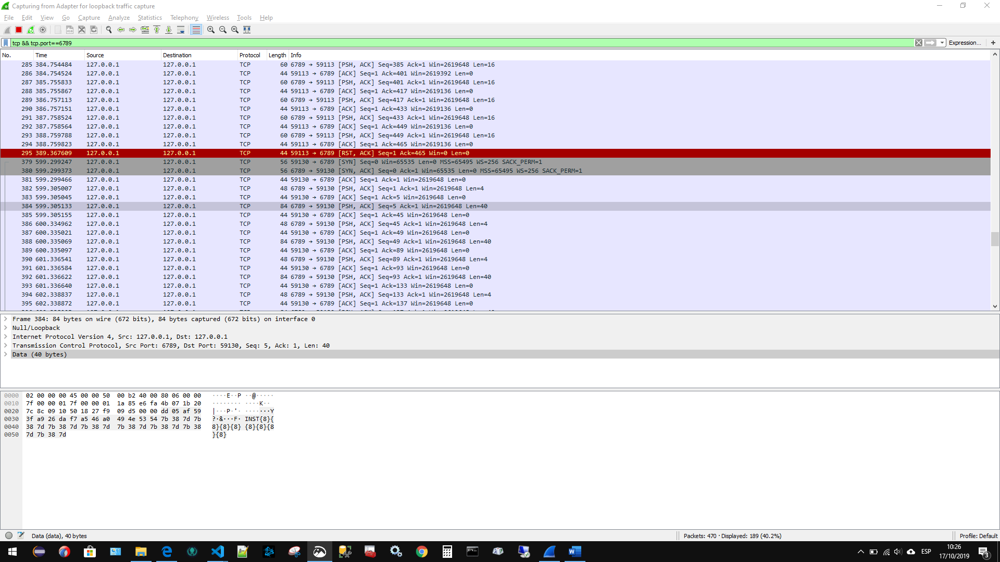 Capturing from Adapter for loopback traffic capture
File Edit View Go Capture Analyze Statistics Telephony Wireless Tools Help
tcp && tcp.port==6789
Expression... +
No. Time Source Destination Protocol Length Info
285 384.754484 127.0.0.1 127.0.0.1 TCP 60 6789 → 59113 [PSH, ACK] Seq=385 Ack=1 Win=2619648 Len=16
286 384.754524 127.0.0.1 127.0.0.1 TCP 44 59113 → 6789 [ACK] Seq=1 Ack=401 Win=2619392 Len=0
287 385.755833 127.0.0.1 127.0.0.1 TCP 60 6789 → 59113 [PSH, ACK] Seq=401 Ack=1 Win=2619648 Len=16
288 385.755867 127.0.0.1 127.0.0.1 TCP 44 59113 → 6789 [ACK] Seq=1 Ack=417 Win=2619136 Len=0
289 386.757113 127.0.0.1 127.0.0.1 TCP 60 6789 → 59113 [PSH, ACK] Seq=417 Ack=1 Win=2619648 Len=16
290 386.757151 127.0.0.1 127.0.0.1 TCP 44 59113 → 6789 [ACK] Seq=1 Ack=433 Win=2619136 Len=0
291 387.758524 127.0.0.1 127.0.0.1 TCP 60 6789 → 59113 [PSH, ACK] Seq=433 Ack=1 Win=2619648 Len=16
292 387.758564 127.0.0.1 127.0.0.1 TCP 44 59113 → 6789 [ACK] Seq=1 Ack=449 Win=2619136 Len=0
293 388.759788 127.0.0.1 127.0.0.1 TCP 60 6789 → 59113 [PSH, ACK] Seq=449 Ack=1 Win=2619648 Len=16
294 388.759823 127.0.0.1 127.0.0.1 TCP 44 59113 → 6789 [ACK] Seq=1 Ack=465 Win=2619136 Len=0
295 389.367609 127.0.0.1 127.0.0.1 TCP 44 59113 → 6789 [RST, ACK] Seq=1 Ack=465 Win=0 Len=0
379 599.299247 127.0.0.1 127.0.0.1 TCP 56 59130 → 6789 [SYN] Seq=0 Win=65535 Len=0 MSS=65495 WS=256 SACK_PERM=1
380 599.299373 127.0.0.1 127.0.0.1 TCP 56 6789 → 59130 [SYN, ACK] Seq=0 Ack=1 Win=65535 Len=0 MSS=65495 WS=256 SACK_PERM=1
381 599.299466 127.0.0.1 127.0.0.1 TCP 44 59130 → 6789 [ACK] Seq=1 Ack=1 Win=2619648 Len=0
382 599.305007 127.0.0.1 127.0.0.1 TCP 48 6789 → 59130 [PSH, ACK] Seq=1 Ack=1 Win=2619648 Len=4
383 599.305045 127.0.0.1 127.0.0.1 TCP 44 59130 → 6789 [ACK] Seq=1 Ack=5 Win=2619648 Len=0
384 599.305133 127.0.0.1 127.0.0.1 TCP 84 6789 → 59130 [PSH, ACK] Seq=5 Ack=1 Win=2619648 Len=40
385 599.305155 127.0.0.1 127.0.0.1 TCP 44 59130 → 6789 [ACK] Seq=1 Ack=45 Win=2619648 Len=0
386 600.334962 127.0.0.1 127.0.0.1 TCP 48 6789 → 59130 [PSH, ACK] Seq=45 Ack=1 Win=2619648 Len=4
387 600.335021 127.0.0.1 127.0.0.1 TCP 44 59130 → 6789 [ACK] Seq=1 Ack=49 Win=2619648 Len=0
388 600.335069 127.0.0.1 127.0.0.1 TCP 84 6789 → 59130 [PSH, ACK] Seq=49 Ack=1 Win=2619648 Len=40
389 600.335097 127.0.0.1 127.0.0.1 TCP 44 59130 → 6789 [ACK] Seq=1 Ack=89 Win=2619648 Len=0
390 601.336541 127.0.0.1 127.0.0.1 TCP 48 6789 → 59130 [PSH, ACK] Seq=89 Ack=1 Win=2619648 Len=4
391 601.336584 127.0.0.1 127.0.0.1 TCP 44 59130 → 6789 [ACK] Seq=1 Ack=93 Win=2619648 Len=0
392 601.336622 127.0.0.1 127.0.0.1 TCP 84 6789 → 59130 [PSH, ACK] Seq=93 Ack=1 Win=2619648 Len=40
393 601.336640 127.0.0.1 127.0.0.1 TCP 44 59130 → 6789 [ACK] Seq=1 Ack=133 Win=2619648 Len=0
394 602.338837 127.0.0.1 127.0.0.1 TCP 48 6789 → 59130 [PSH, ACK] Seq=133 Ack=1 Win=2619648 Len=4
395 602.338872 127.0.0.1 127.0.0.1 TCP 44 59130 → 6789 [ACK] Seq=1 Ack=137 Win=2619648 Len=0
Frame 384: 84 bytes on wire (672 bits), 84 bytes captured (672 bits) on interface 0
Null/Loopback
Internet Protocol Version 4, Src: 127.0.0.1, Dst: 127.0.0.1
Transmission Control Protocol, Src Port: 6789, Dst Port: 59130, Seq: 5, Ack: 1, Len: 40
Data (40 bytes)
0000 02 00 00 00 45 00 00 50 00 b2 40 00 80 06 00 00 ····E··P ··@·····
0010 7f 00 00 01 7f 00 00 01 1a 85 e6 fa 4b 07 1b 20 ········ ····K··
0020 7c 8c 09 10 50 18 27 f9 09 d5 00 00 dd 05 af 59 |···P·'· ·······Y
0030 3f a9 26 da f7 a5 46 a0 49 4e 53 54 7b 38 7d 7b ?·&···F· INST{8}{
0040 38 7d 7b 38 7d 7b 38 7d 7b 38 7d 7b 38 7d 7b 38 8}{8}{8} {8}{8}{8
0050 7d 7b 38 7d }{8}
Data (data), 40 bytes
Packets: 470 · Displayed: 189 (40.2%)
Profile: Default
ESP
10:26
17/10/2019
3